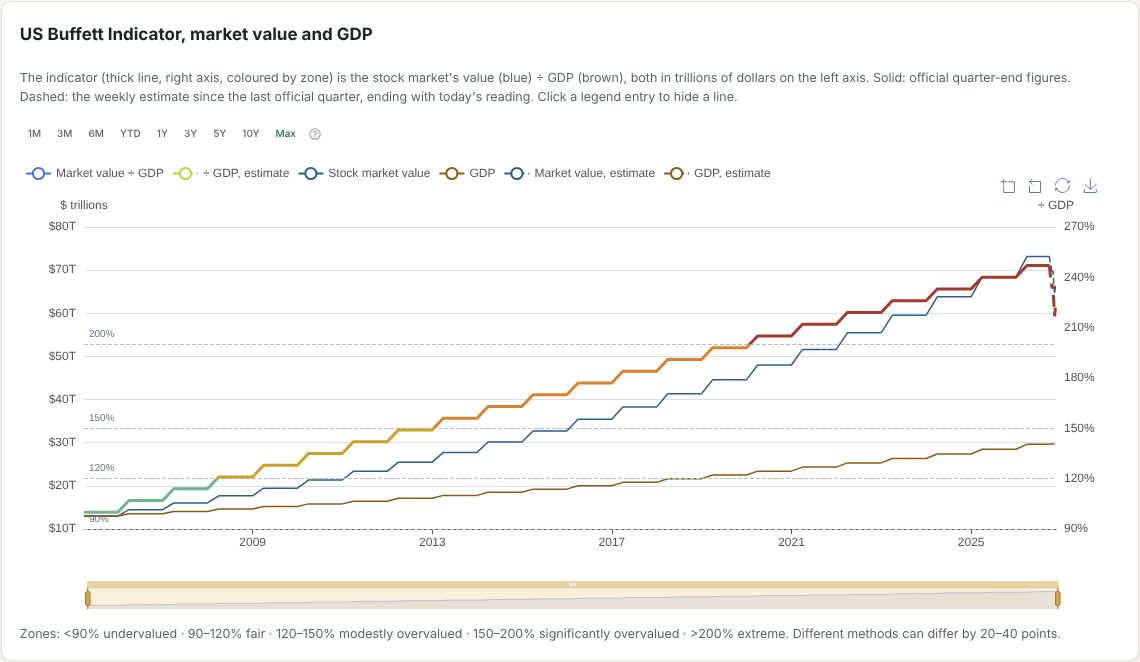 US Buffett Indicator, market value and GDP
The indicator (thick line, right axis, coloured by zone) is the stock market's value (blue) ÷ GDP (brown), both in trillions of dollars on the left axis. Solid: official quarter-end figures.
Dashed: the weekly estimate since the last official quarter, ending with today's reading. Click a legend entry to hide a line.
1M 3M 6M YTD 1Y 3Y 5Y 10Y Max ?
Market value ÷ GDP ÷ GDP, estimate Stock market value GDP Market value, estimate GDP, estimate
$ trillions ÷ GDP
$80T 270%
$70T 240%
$60T 210%
200%
$50T 180%
$40T
150% 150%
$30T
120% 120%
$20T
90%
$10T 90%
2009 2013 2017 2021 2025
Zones: <90% undervalued · 90–120% fair · 120–150% modestly overvalued · 150–200% significantly overvalued · >200% extreme. Different methods can differ by 20–40 points.